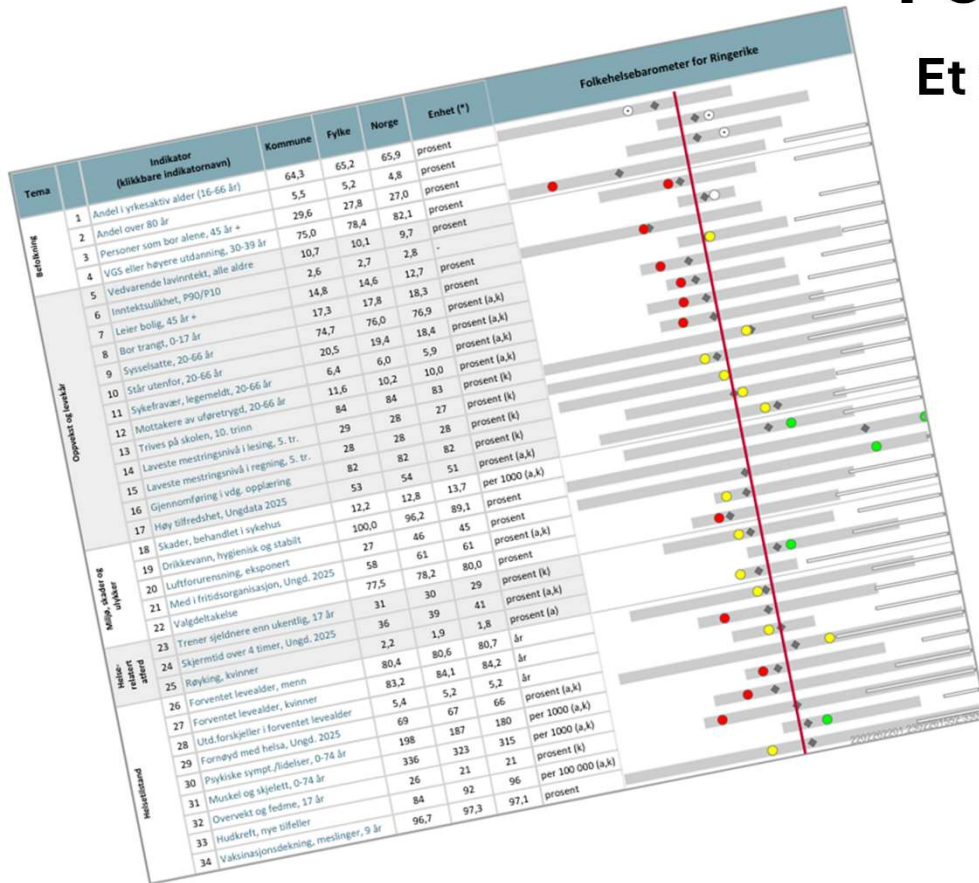 Et
Folkehelsebarometer for Ringerike
Tema Indikator (klikkbare indikatornavn) Kommune Fylke Norge Enhet (*)
Befolkning
1 Andel i yrkesaktiv alder (16-66 år) 64,3 65,2 65,9 prosent
2 Andel over 80 år 5,5 5,2 4,8 prosent
3 Personer som bor alene, 45 år + 29,6 27,8 27,0 prosent
4 VGS eller høyere utdanning, 30-39 år 75,0 78,4 82,1 prosent
Oppvekst og levekår
5 Vedvarende lavinntekt, alle aldre 10,7 10,1 9,7 prosent
6 Inntektsulikhet, P90/P10 2,6 2,7 2,8 -
7 Leier bolig, 45 år + 14,8 14,6 12,7 prosent
8 Bor trangt, 0-17 år 17,3 17,8 18,3 prosent
9 Sysselsatte, 20-66 år 74,7 76,0 76,9 prosent (a,k)
10 Står utenfor, 20-66 år 20,5 19,4 18,4 prosent (a,k)
11 Sykefravær, legemeldt, 20-66 år 6,4 6,0 5,9 prosent (a,k)
12 Mottakere av uføretrygd, 20-66 år 11,6 10,2 10,0 prosent (a,k)
13 Trives på skolen, 10. trinn 84 84 83 prosent (k)
14 Laveste mestringsnivå i lesing, 5. tr. 29 28 27 prosent (k)
15 Laveste mestringsnivå i regning, 5. tr. 28 28 28 prosent (k)
16 Gjennomføring i vdg. opplæring 82 82 82 prosent (k)
17 Høy tilfredshet, Ungdata 2025 53 54 51 prosent (a,k)
Miljø, skader og ulykker
18 Skader, behandlet i sykehus 12,2 12,8 13,7 per 1000 (a,k)
19 Drikkevann, hygienisk og stabilt 100,0 96,2 89,1 prosent
20 Luftforurensning, eksponert 27 46 45 prosent
21 Med i fritidsorganisasjon, Ungd. 2025 58 61 61 prosent (a,k)
22 Valgdeltakelse 77,5 78,2 80,0 prosent
Helse-relatert atferd
23 Trener sjeldnere enn ukentlig, 17 år 31 30 29 prosent (k)
24 Skjermtid over 4 timer, Ungd. 2025 36 39 41 prosent (a,k)
25 Røyking, kvinner 2,2 1,9 1,8 prosent (a)
Helsetilstand
26 Forventet levealder, menn 80,4 80,6 80,7 år
27 Forventet levealder, kvinner 83,2 84,1 84,2 år
28 Utd.forskjeller i forventet levealder 5,4 5,2 5,2 år
29 Fornøyd med helsa, Ungd. 2025 69 67 66 prosent (a,k)
30 Psykiske sympt./lidelser, 0-74 år 198 187 180 per 1000 (a,k)
31 Muskel og skjelett, 0-74 år 336 323 315 per 1000 (a,k)
32 Overvekt og fedme, 17 år 26 21 21 prosent (k)
33 Hudkreft, nye tilfeller 84 92 96 per 100 000 (a,k)
34 Vaksinasjonsdekning, meslinger, 9 år 96,7 97,3 97,1 prosent